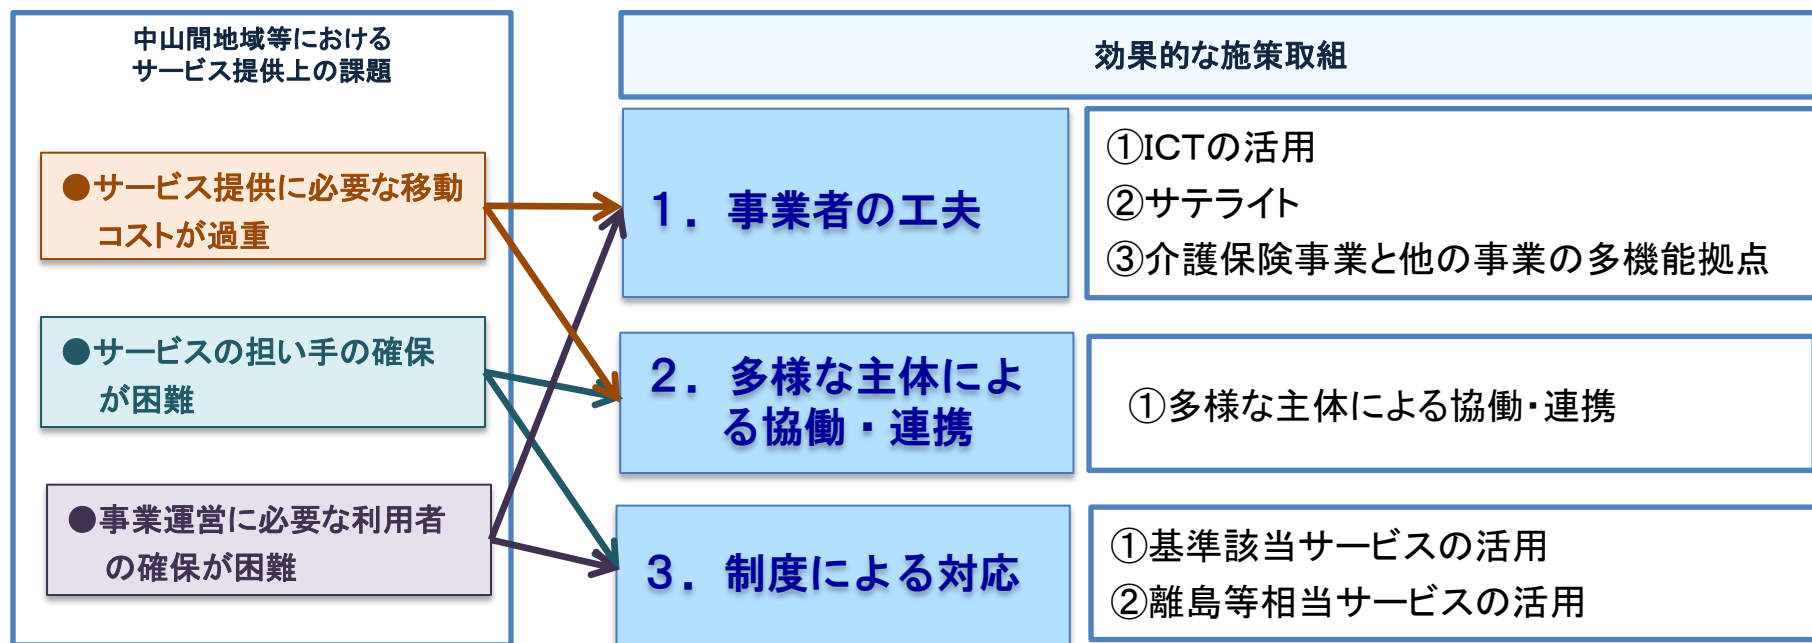 中山間地域等における
サービス提供上の課題
●サービス提供に必要な移動
コストが過重
●サービスの担い手の確保
が困難
●事業運営に必要な利用者
の確保が困難
効果的な施策取組
１．事業者の工夫
①ICTの活用
②サテライト
③介護保険事業と他の事業の多機能拠点
２．多様な主体によ
る協働・連携
①多様な主体による協働・連携
３．制度による対応
①基準該当サービスの活用
②離島等相当サービスの活用